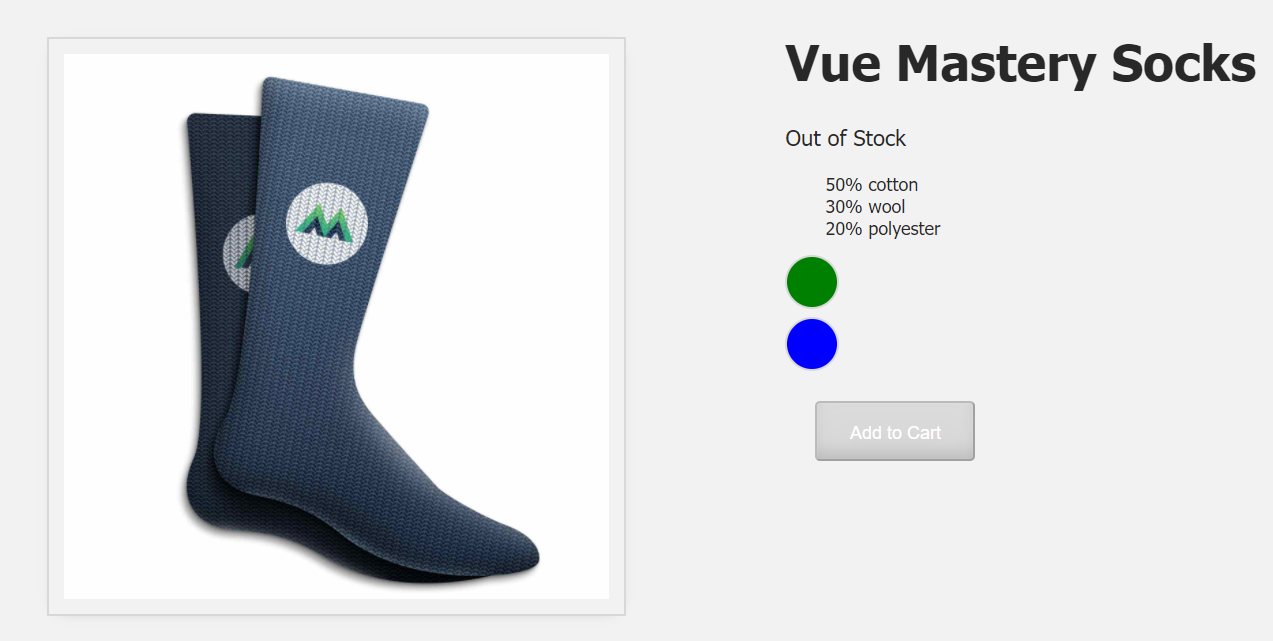 Vue Mastery Socks
Out of Stock
50% cotton
30% wool
20% polyester
Add to Cart